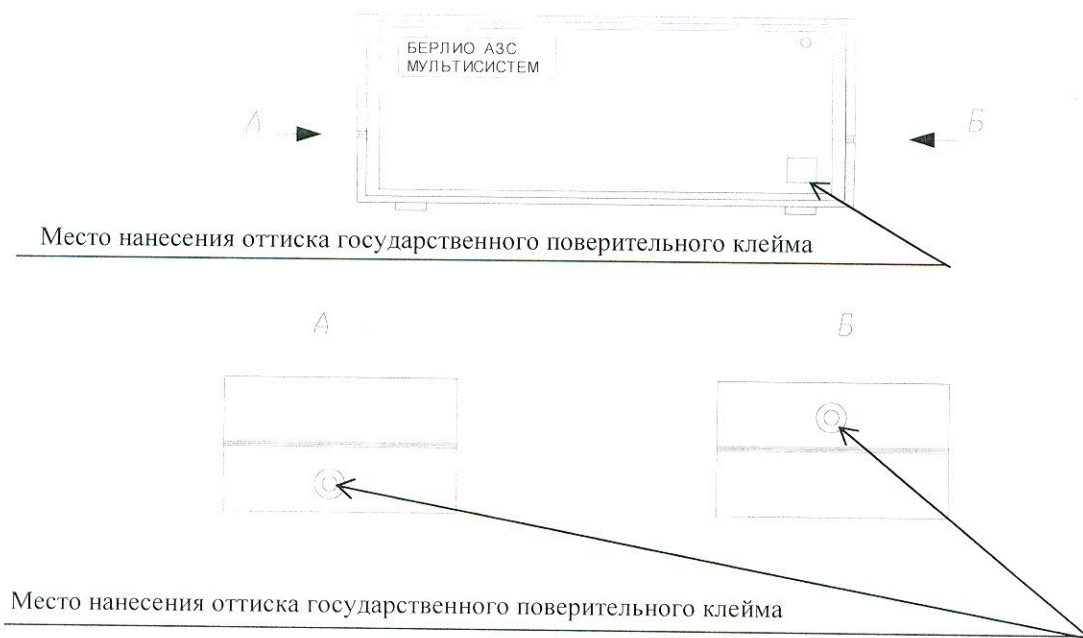 БЕРЛИО АЗС
МУЛЬТИСИСТЕМ
А
Б
Место нанесения оттиска государственного поверительного клейма
А
Б
Место нанесения оттиска государственного поверительного клейма